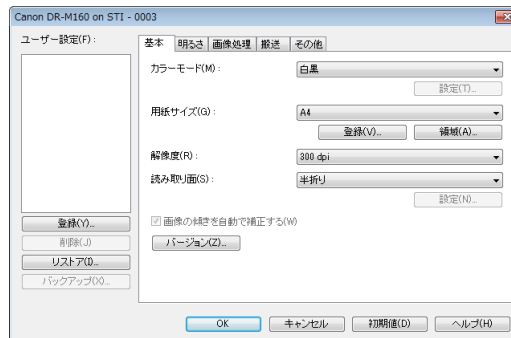 Canon DR-M160 on STI - 0003
ユーザー設定(F):
登録(Y)...
削除(J)
リストア(I)...
バックアップ(X)...
基本 明るさ 画像処理 搬送 その他
カラーモード(M): 白黒
設定(T)...
用紙サイズ(G): A4
登録(V)... 領域(A)...
解像度(R): 300 dpi
読み取り面(S): 半折り
設定(N)...
画像の傾きを自動で補正する(W)
バージョン(Z)...
OK キャンセル 初期値(D) ヘルプ(H)